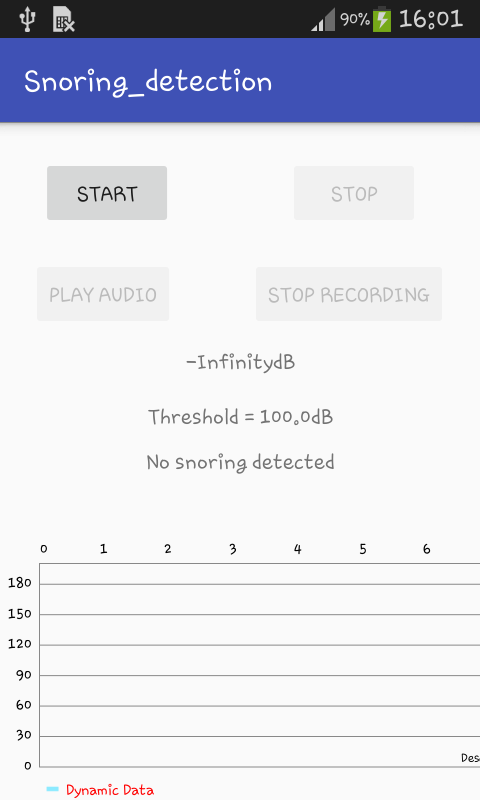 90% 16:01
Snoring_detection
START STOP
PLAY AUDIO STOP RECORDING
-InfinitydB
Threshold = 100.0dB
No snoring detected
0 1 2 3 4 5 6
180
150
120
90
60
30
0
Des
Dynamic Data